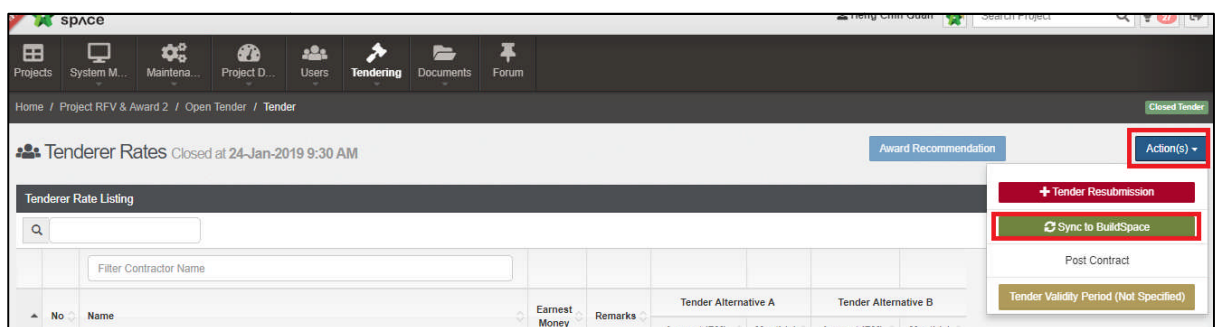 spʌce
Heng Chin Guan Search Project 27
Projects System M... Maintena... Project D... Users Tendering Documents Forum
Home / Project RFV & Award 2 / Open Tender / Tender Closed Tender
Tenderer Rates Closed at 24-Jan-2019 9:30 AM Award Recommendation Action(s)
Tender Resubmission
Tenderer Rate Listing
Sync to BuildSpace
Post Contract
Filter Contractor Name
Tender Validity Period (Not Specified)
No Name Earnest Money Remarks Tender Alternative A Tender Alternative B